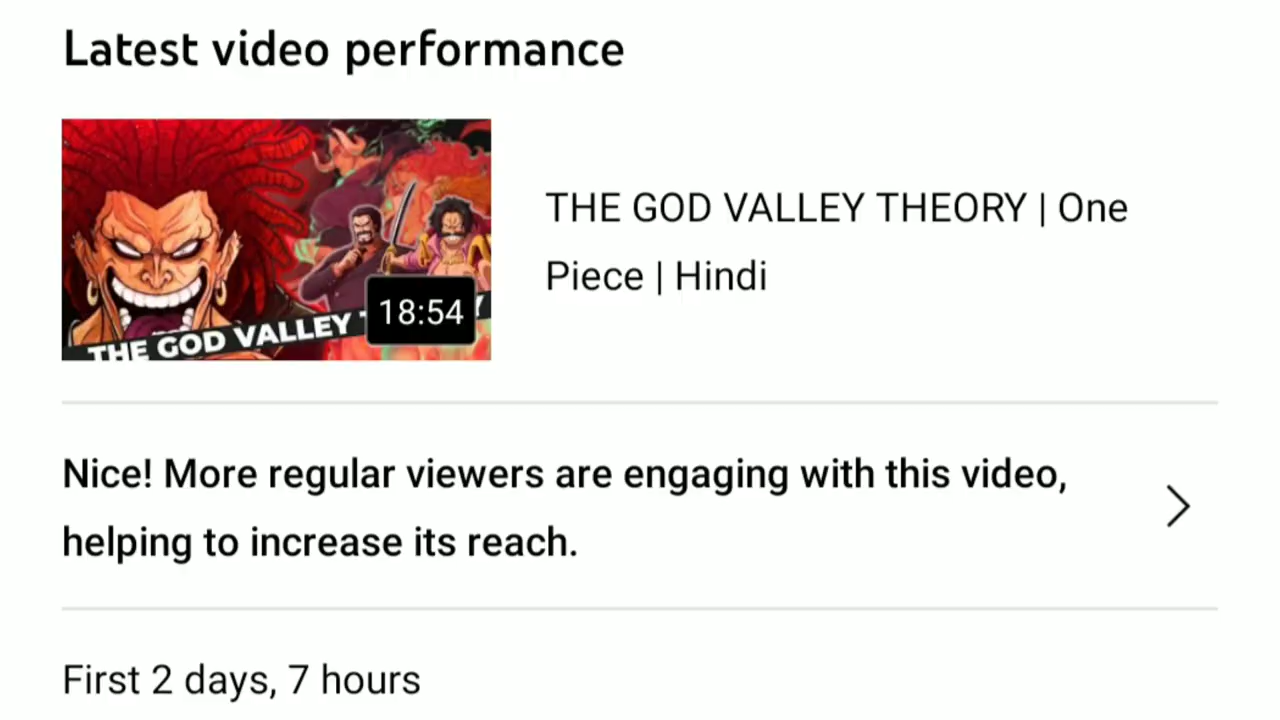 Latest video performance
THE GOD VALLEY
18:54
THE GOD VALLEY THEORY | One
Piece | Hindi
Nice! More regular viewers are engaging with this video,
helping to increase its reach.
First 2 days, 7 hours